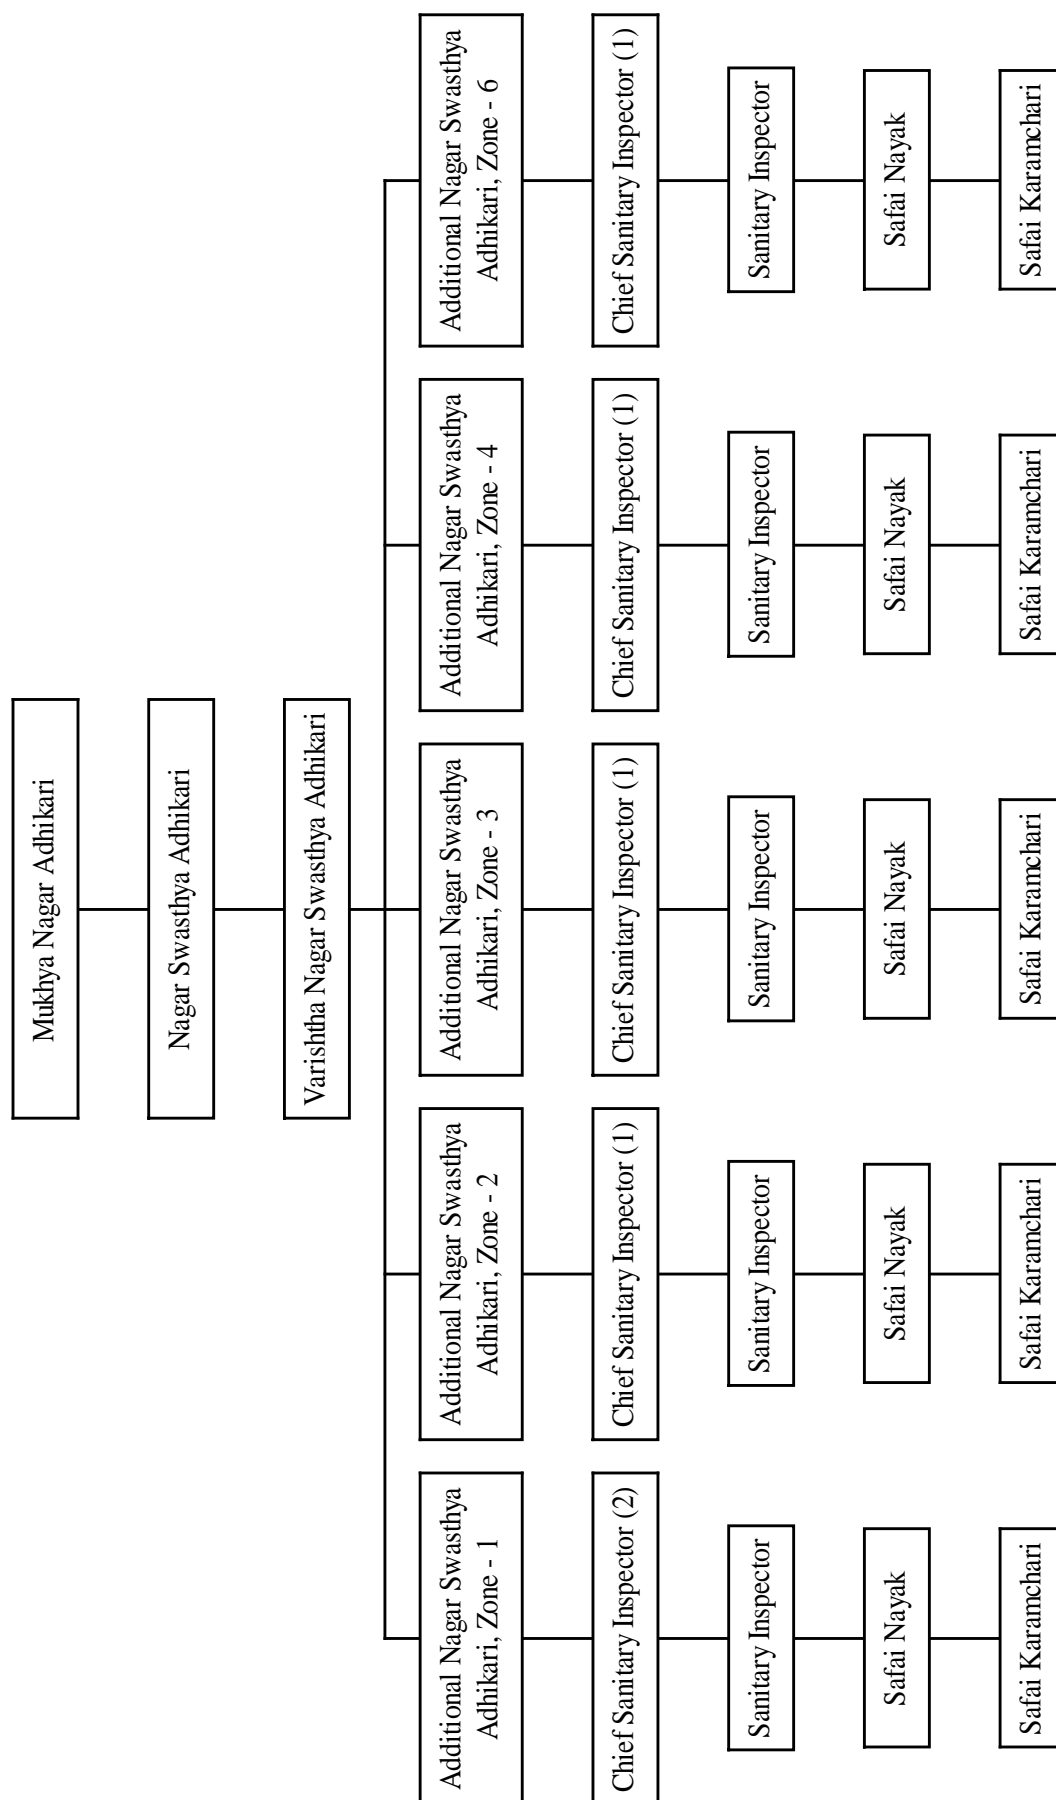 Mukhya Nagar Adhikari
Nagar Swasthya Adhikari
Varishtha Nagar Swasthya Adhikari
Additional Nagar Swasthya
Adhikari, Zone - 1
Additional Nagar Swasthya
Adhikari, Zone - 2
Additional Nagar Swasthya
Adhikari, Zone - 3
Additional Nagar Swasthya
Adhikari, Zone - 4
Additional Nagar Swasthya
Adhikari, Zone - 6
Chief Sanitary Inspector (2)
Chief Sanitary Inspector (1)
Chief Sanitary Inspector (1)
Chief Sanitary Inspector (1)
Chief Sanitary Inspector (1)
Sanitary Inspector
Sanitary Inspector
Sanitary Inspector
Sanitary Inspector
Sanitary Inspector
Safai Nayak
Safai Nayak
Safai Nayak
Safai Nayak
Safai Nayak
Safai Karamchari
Safai Karamchari
Safai Karamchari
Safai Karamchari
Safai Karamchari